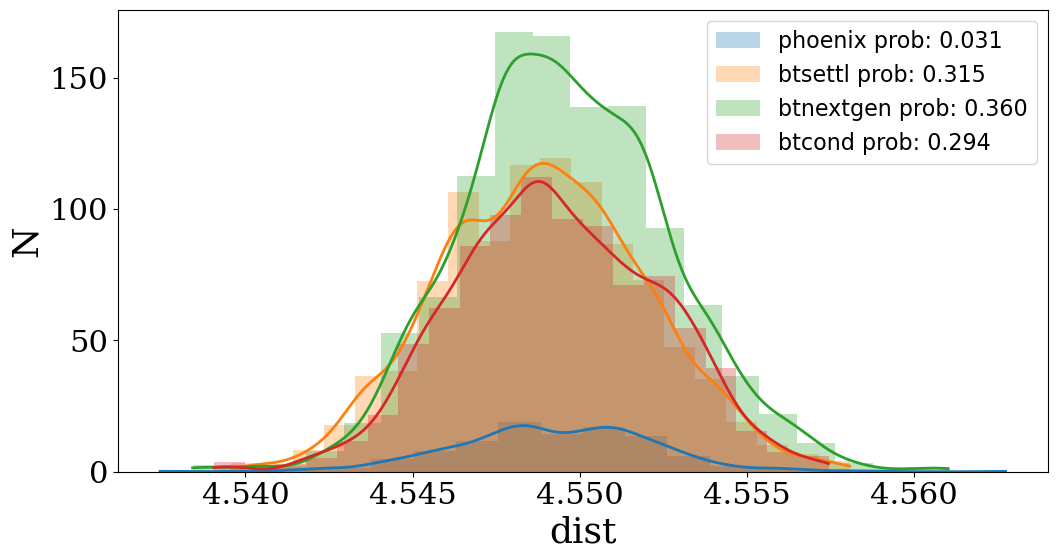 phoenix prob: 0.031
btsettl prob: 0.315
btnextgen prob: 0.360
btcond prob: 0.294
N
150
100
50
0
4.540 4.545 4.550 4.555 4.560
dist